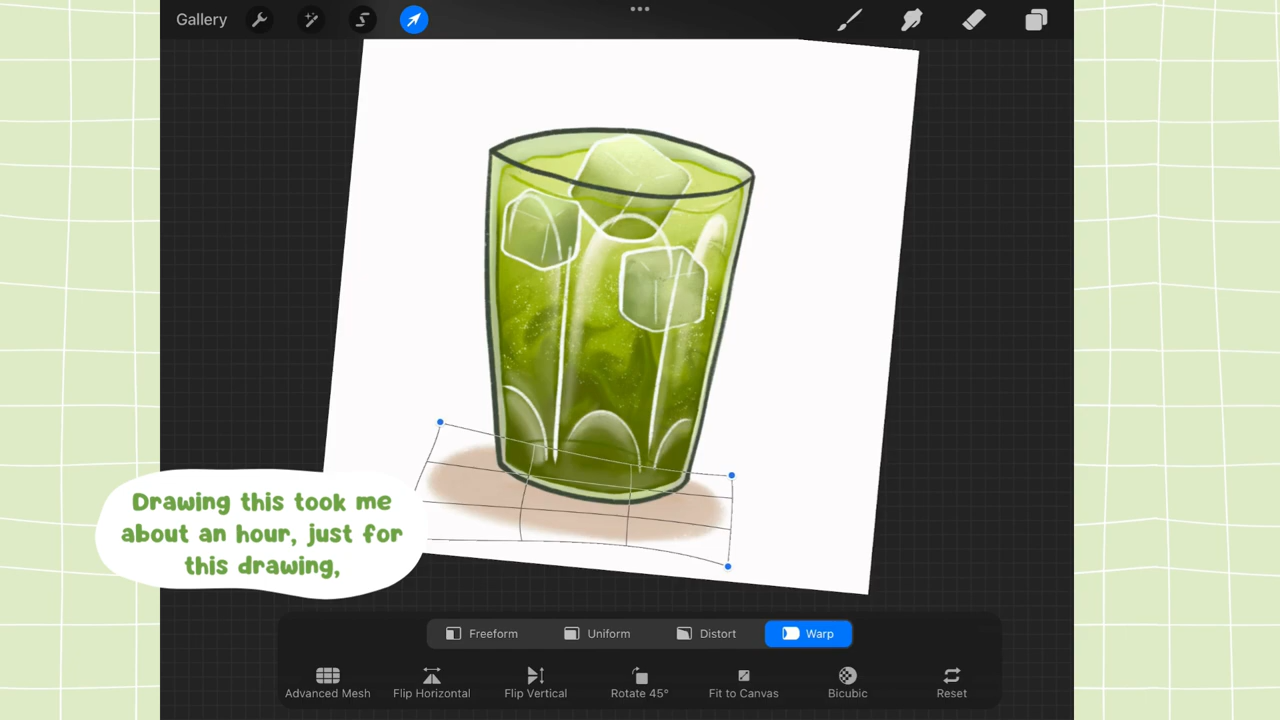 Gallery
Drawing this took me
about an hour, just for
this drawing,
Freeform
Uniform
Distort
Warp
Advanced Mesh
Flip Horizontal
Flip Vertical
Rotate 45°
Fit to Canvas
Bicubic
Reset